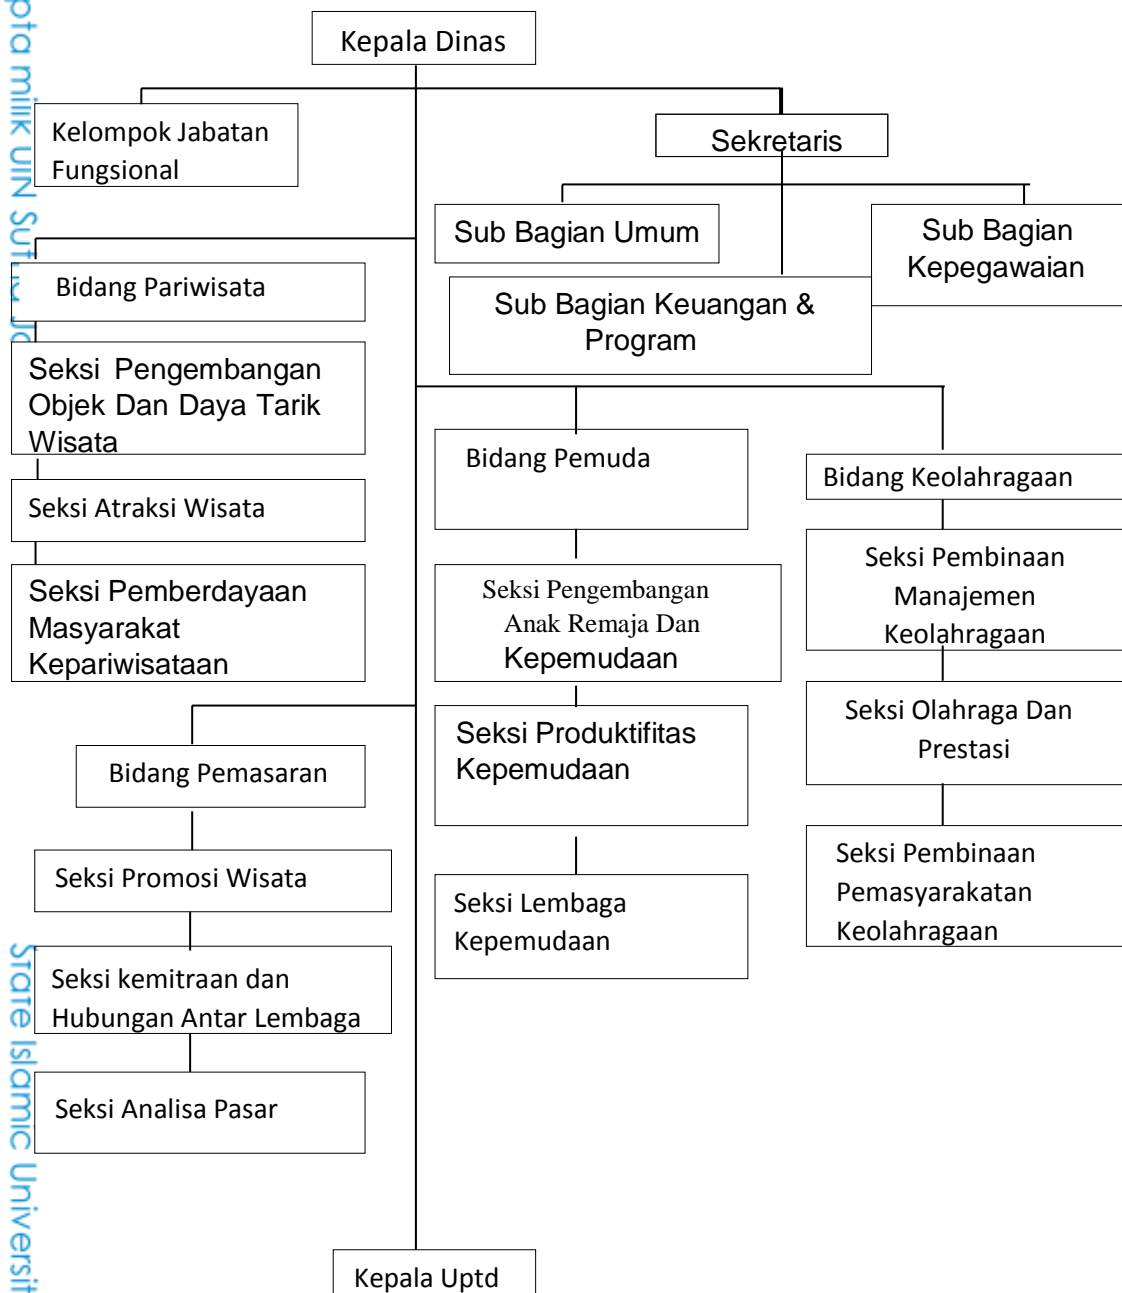 Kepala Dinas
Kelompok Jabatan
Fungsional
Sekretaris
Sub Bagian Umum
Sub Bagian
Kepegawaian
Sub Bagian Keuangan &
Program
Bidang Pariwisata
Seksi Pengembangan
Objek Dan Daya Tarik
Wisata
Seksi Atraksi Wisata
Seksi Pemberdayaan
Masyarakat
Kepariwisataan
Bidang Pemuda
Seksi Pengembangan
Anak Remaja Dan
Kepemudaan
Seksi Produktifitas
Kepemudaan
Seksi Lembaga
Kepemudaan
Bidang Keolahragaan
Seksi Pembinaan
Manajemen
Keolahragaan
Seksi Olahraga Dan
Prestasi
Seksi Pembinaan
Pemasyarakatan
Keolahragaan
Bidang Pemasaran
Seksi Promosi Wisata
Seksi kemitraan dan
Hubungan Antar Lembaga
Seksi Analisa Pasar
Kepala Uptd
milik UIN
State Islamic